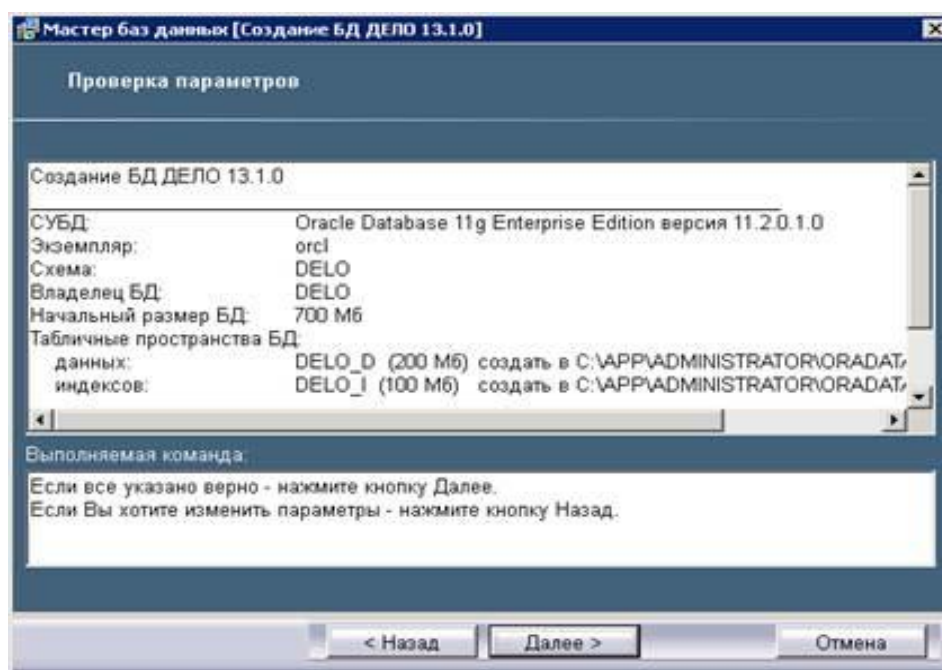 Мастер баз данных [Создание БД ДЕЛО 13.1.0]
Проверка параметров
Создание БД ДЕЛО 13.1.0
СУБД: Oracle Database 11g Enterprise Edition версия 11.2.0.1.0
Экземпляр: orcl
Схема: DELO
Владелец БД: DELO
Начальный размер БД: 700 Мб
Табличные пространства БД:
данных: DELO_D (200 Мб) создать в C:\APP\ADMINISTRATOR\ORADATA
индексов: DELO_I (100 Мб) создать в C:\APP\ADMINISTRATOR\ORADATA
Выполняемая команда:
Если все указано верно - нажмите кнопку Далее.
Если Вы хотите изменить параметры - нажмите кнопку Назад.
< Назад Далее > Отмена